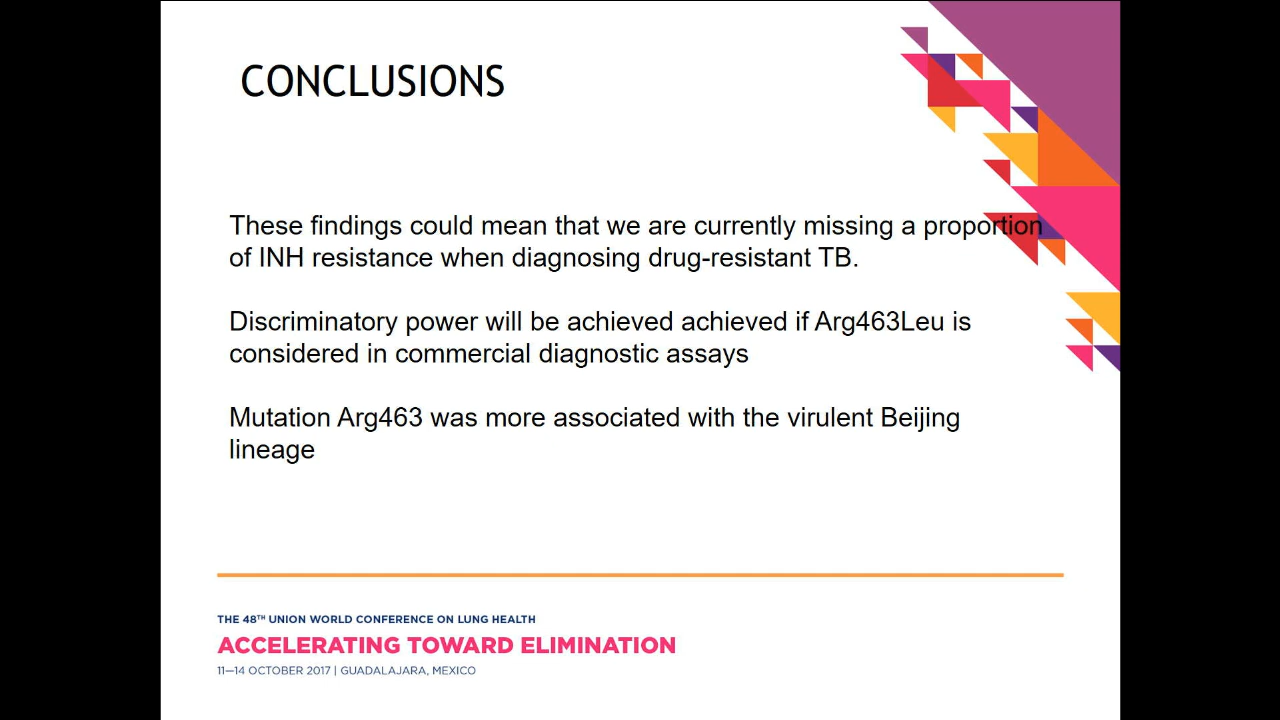 CONCLUSIONS
These findings could mean that we are currently missing a proportion
of INH resistance when diagnosing drug-resistant TB.
Discriminatory power will be achieved achieved if Arg463Leu is
considered in commercial diagnostic assays
Mutation Arg463 was more associated with the virulent Beijing
lineage
THE 48TH UNION WORLD CONFERENCE ON LUNG HEALTH
ACCELERATING TOWARD ELIMINATION
11–14 OCTOBER 2017 | GUADALAJARA, MEXICO